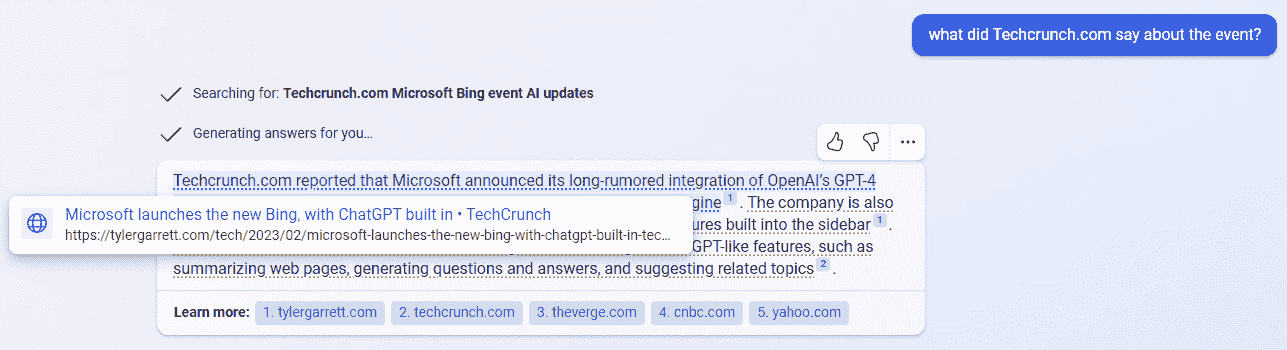 what did Techcrunch.com say about the event?
Searching for: Techcrunch.com Microsoft Bing event AI updates
Generating answers for you...
Techcrunch.com reported that Microsoft announced its long-rumored integration of OpenAI's GPT-4
Microsoft launches the new Bing, with ChatGPT built in • TechCrunch
https://tylergarrett.com/tech/2023/02/microsoft-launches-the-new-bing-with-chatgpt-built-in-tec...
1. The company is also
built into the sidebar 1.
GPT-like features, such as
summarizing web pages, generating questions and answers, and suggesting related topics 2.
Learn more: 1. tylergarrett.com 2. techcrunch.com 3. theverge.com 4. cnbc.com 5. yahoo.com